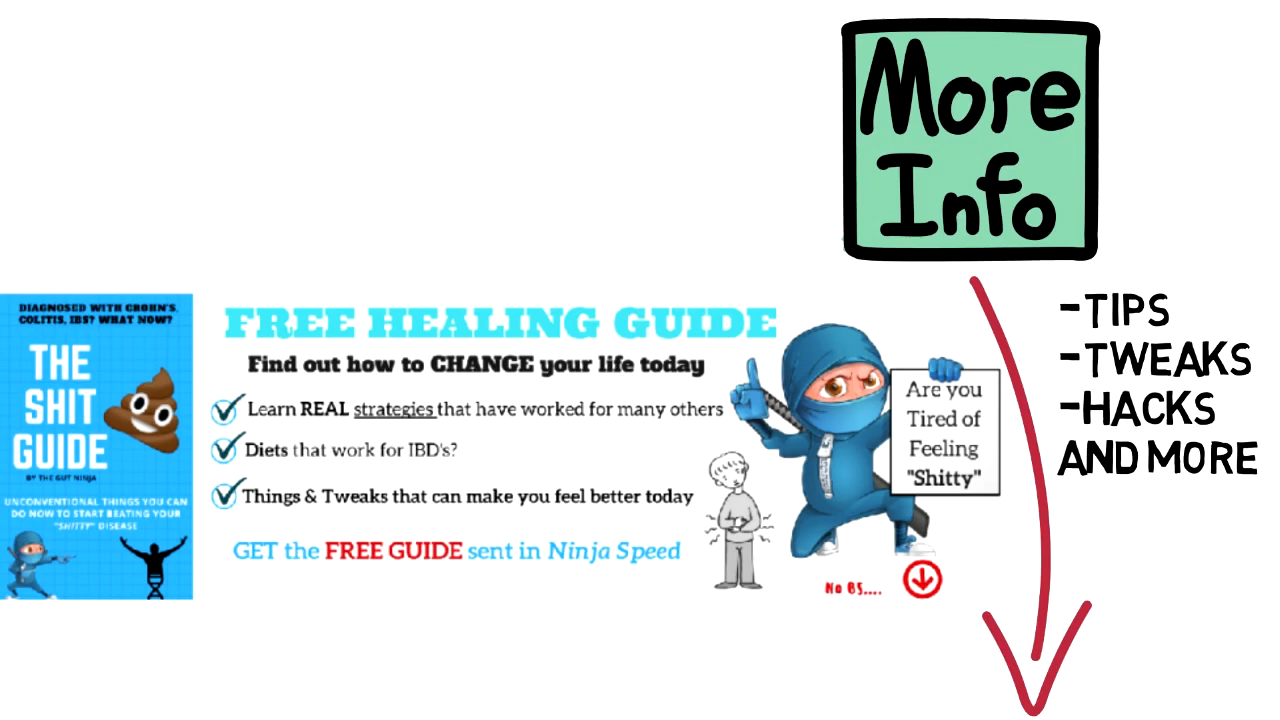 More
Info
DIAGNOSED WITH CROHN'S,
COLITIS, IBS? WHAT NOW?
THE
SHIT
GUIDE
BY THE GUT NINJA
UNCONVENTIONAL THINGS YOU CAN
DO NOW TO START BEATING YOUR
"SHITTY" DISEASE
FREE HEALING GUIDE
Find out how to CHANGE your life today
Learn REAL strategies that have worked for many others
Diets that work for IBD's?
Things & Tweaks that can make you feel better today
GET the FREE GUIDE sent in Ninja Speed
Are you
Tired of
Feeling
"Shitty"
No BS....
-TIPS
-TWEAKS
-HACKS
AND MORE